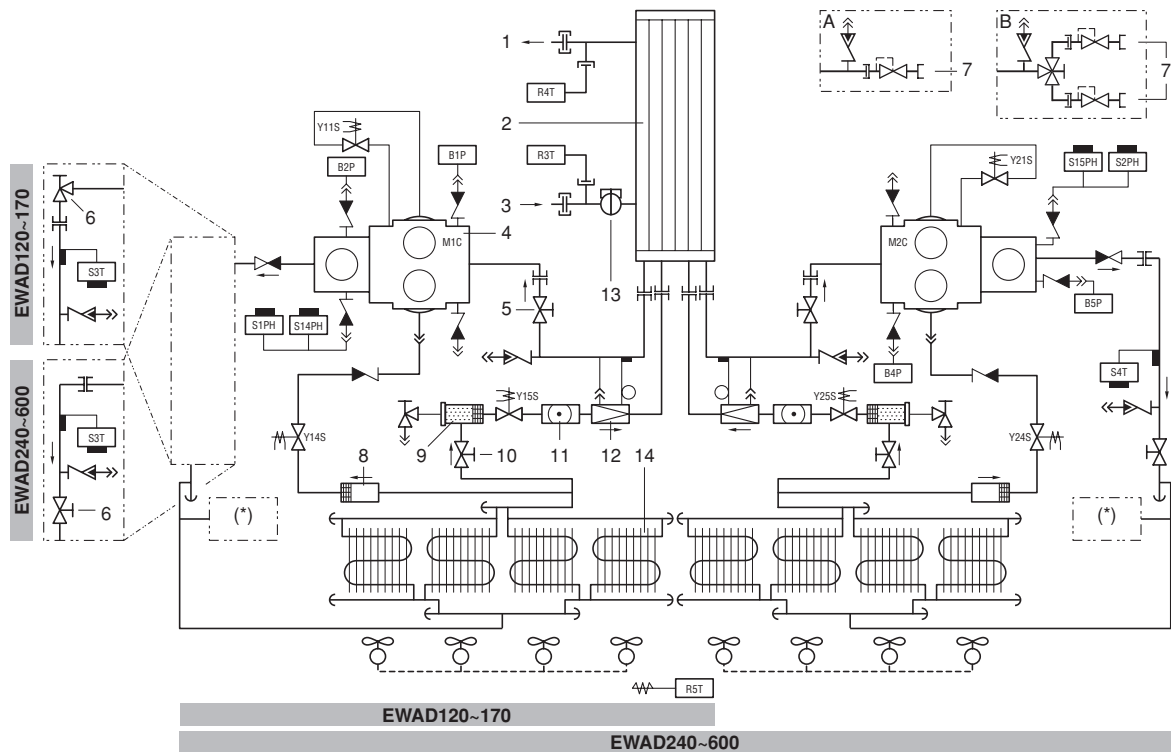 A
B
1
7
7
R4T
Y11S
2
R3T
B2P
B1P
Y21S
S15PH
S2PH
EWAD120~170
6
3
4
M1C
M2C
S3T
13
5
B5P
S1PH
S14PH
B4P
S4T
EWAD240~600
S3T
Y15S
Y25S
Y14S
9
10
11
12
14
Y24S
8
6
(*)
(*)
R5T
EWAD120~170
EWAD240~600